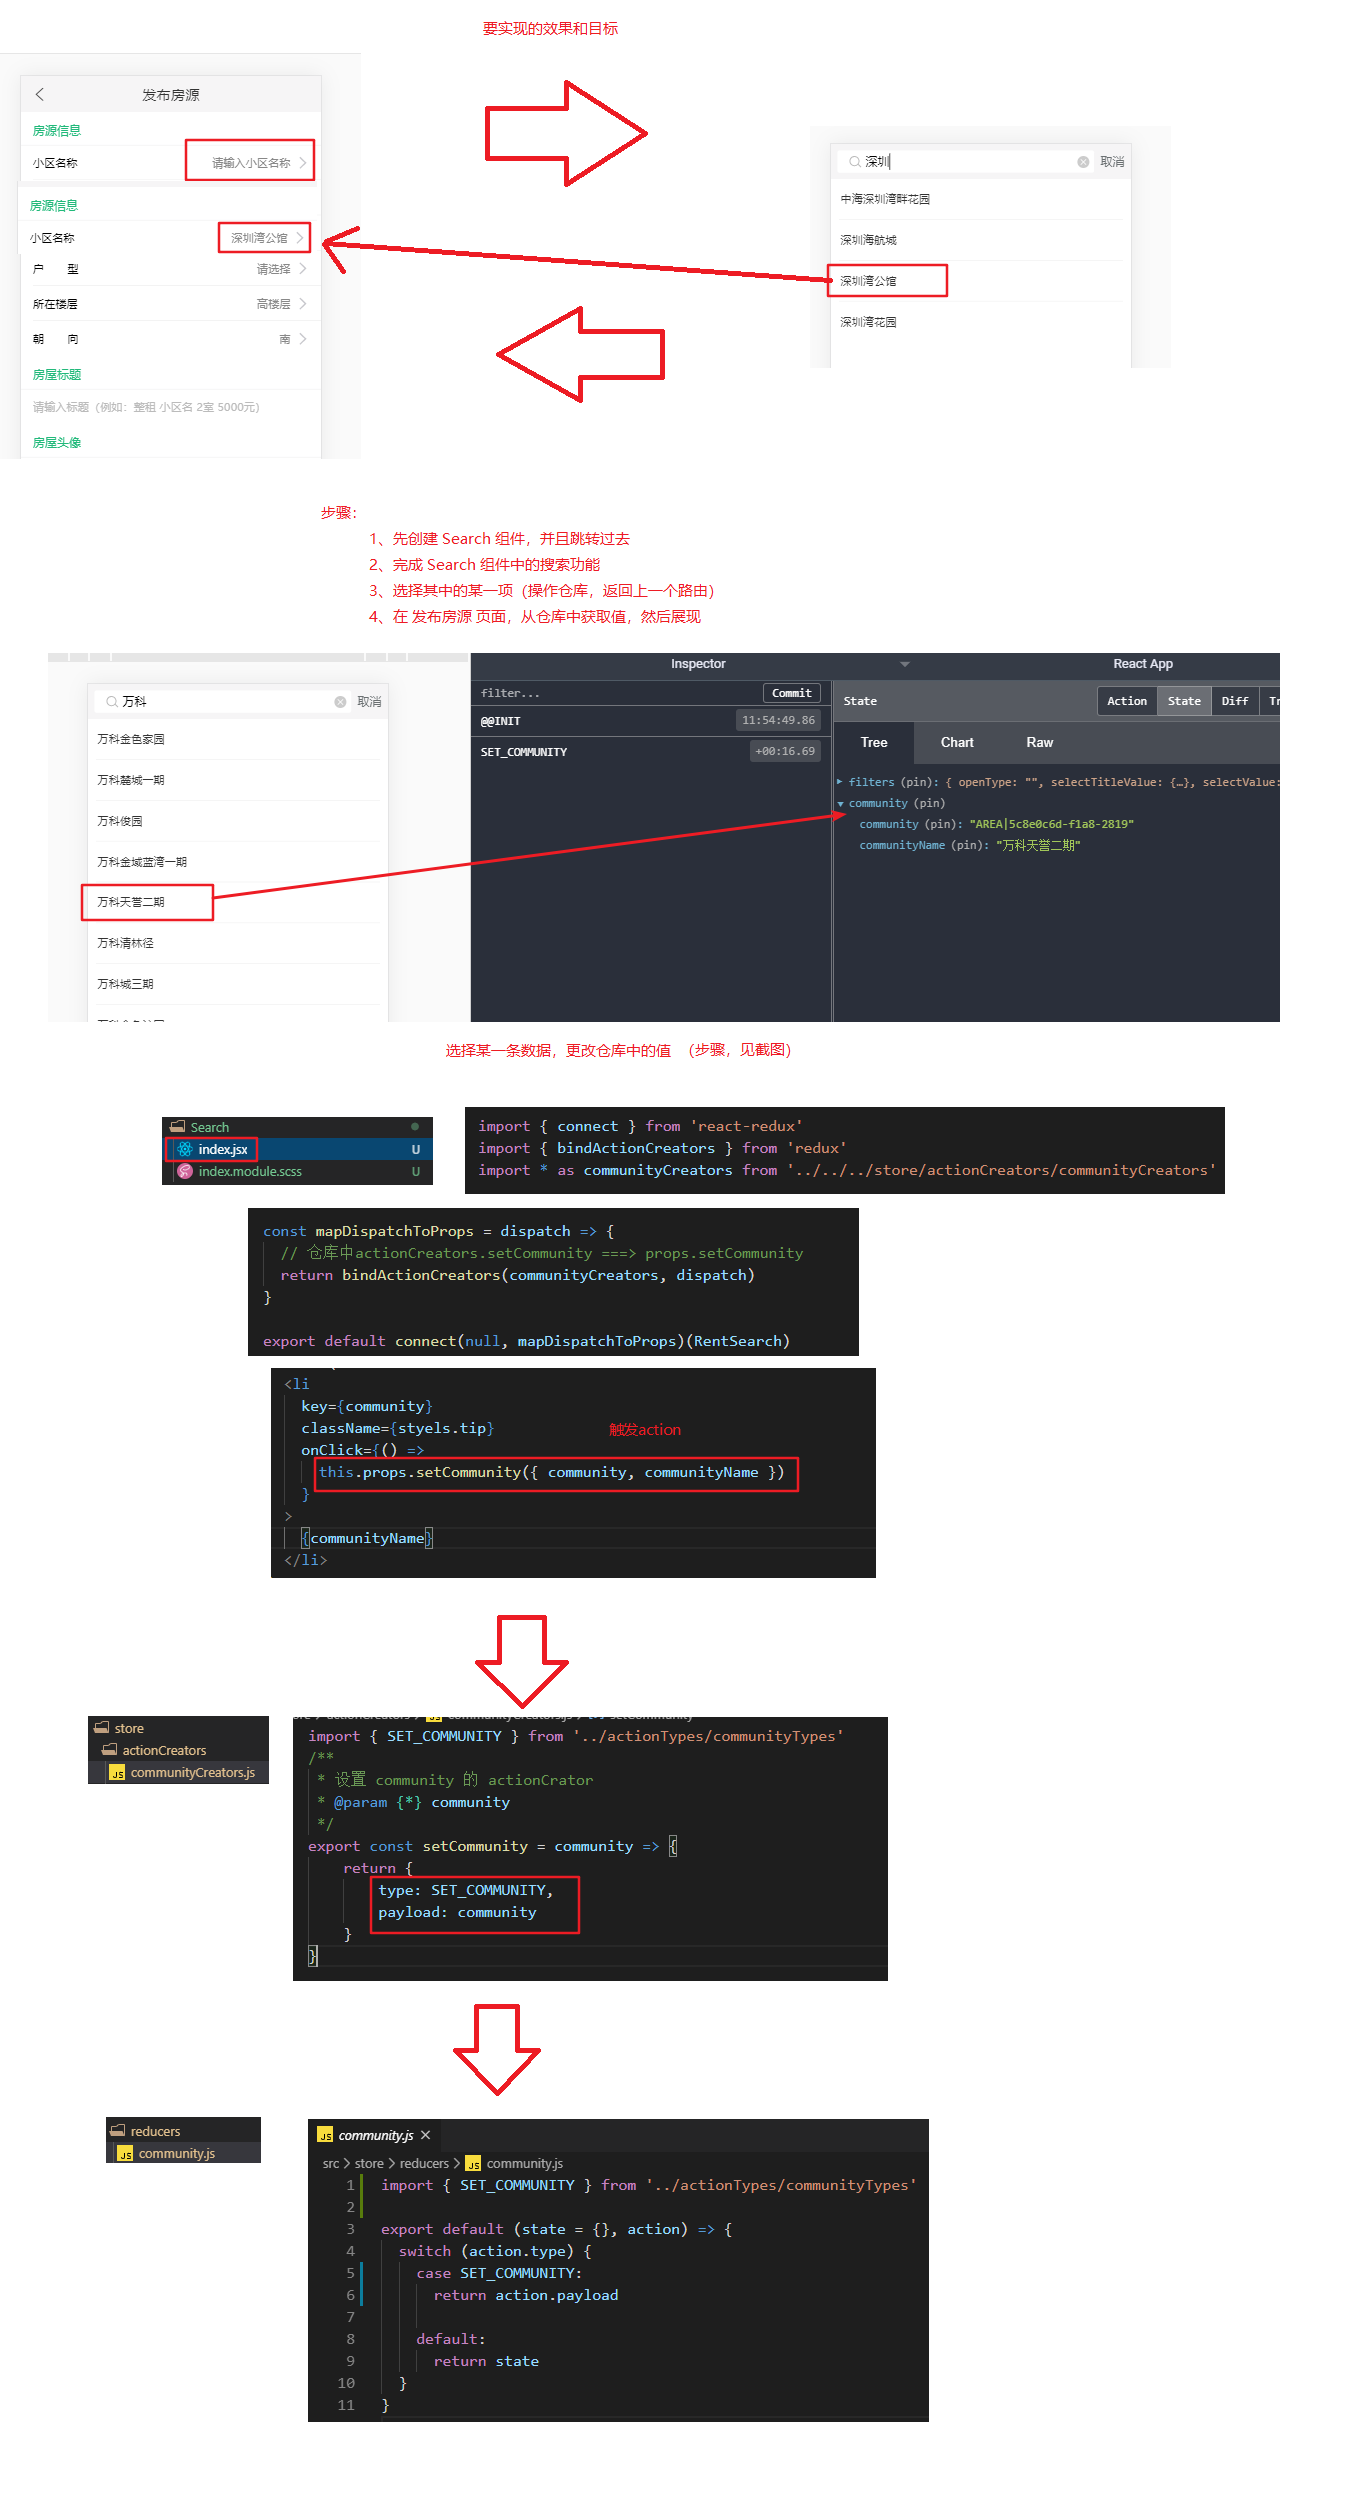 要实现的效果和目标
发布房源
房源信息
小区名称
请输入小区名称
房源信息
小区名称
深圳湾公馆
户 型
请选择
所在楼层
高楼层
朝 向
南
房屋标题
请输入标题（例如：整租 小区名 2室 5000元）
房屋头像
深圳
取消
中海深圳湾畔花园
深圳海航城
深圳湾公馆
深圳湾花园
步骤：
1、先创建 Search 组件，并且跳转过去
2、完成 Search 组件中的搜索功能
3、选择其中的某一项（操作仓库，返回上一个路由）
4、在 发布房源 页面，从仓库中获取值，然后展现
万科
取消
万科金色家园
万科麓城一期
万科俊园
万科金域蓝湾一期
万科天誉二期
万科清林径
万科城三期
Inspector
React App
filter...
Commit
@@INIT
11:54:49.86
SET_COMMUNITY
+00:16.69
State
Action
State
Diff
Tree
Chart
Raw
filters (pin): { openType: "", selectTitleValue: {…}, selectValue:
community (pin)
community (pin): "AREA|5c8e0c6d-f1a8-2819"
communityName (pin): "万科天誉二期"
选择某一条数据，更改仓库中的值 （步骤，见截图）
Search
index.jsx
U
index.module.scss
U
import { connect } from 'react-redux'
import { bindActionCreators } from 'redux'
import * as communityCreators from '../../../store/actionCreators/communityCreators'
const mapDispatchToProps = dispatch => {
// 仓库中actionCreators.setCommunity ===> props.setCommunity
return bindActionCreators(communityCreators, dispatch)
}
export default connect(null, mapDispatchToProps)(RentSearch)
<li
key={community}
className={styels.tip}
触发action
onClick={() =>
this.props.setCommunity({ community, communityName })
}
>
{communityName}
</li>
store
actionCreators
communityCreators.js
import { SET_COMMUNITY } from '../actionTypes/communityTypes'
/**
* 设置 community 的 actionCrator
* @param {*} community
*/
export const setCommunity = community => {
return {
type: SET_COMMUNITY,
payload: community
}
}
reducers
community.js
community.js
src > store > reducers > community.js
1 import { SET_COMMUNITY } from '../actionTypes/communityTypes'
2
3 export default (state = {}, action) => {
4 switch (action.type) {
5 case SET_COMMUNITY:
6 return action.payload
7
8 default:
9 return state
10 }
11 }